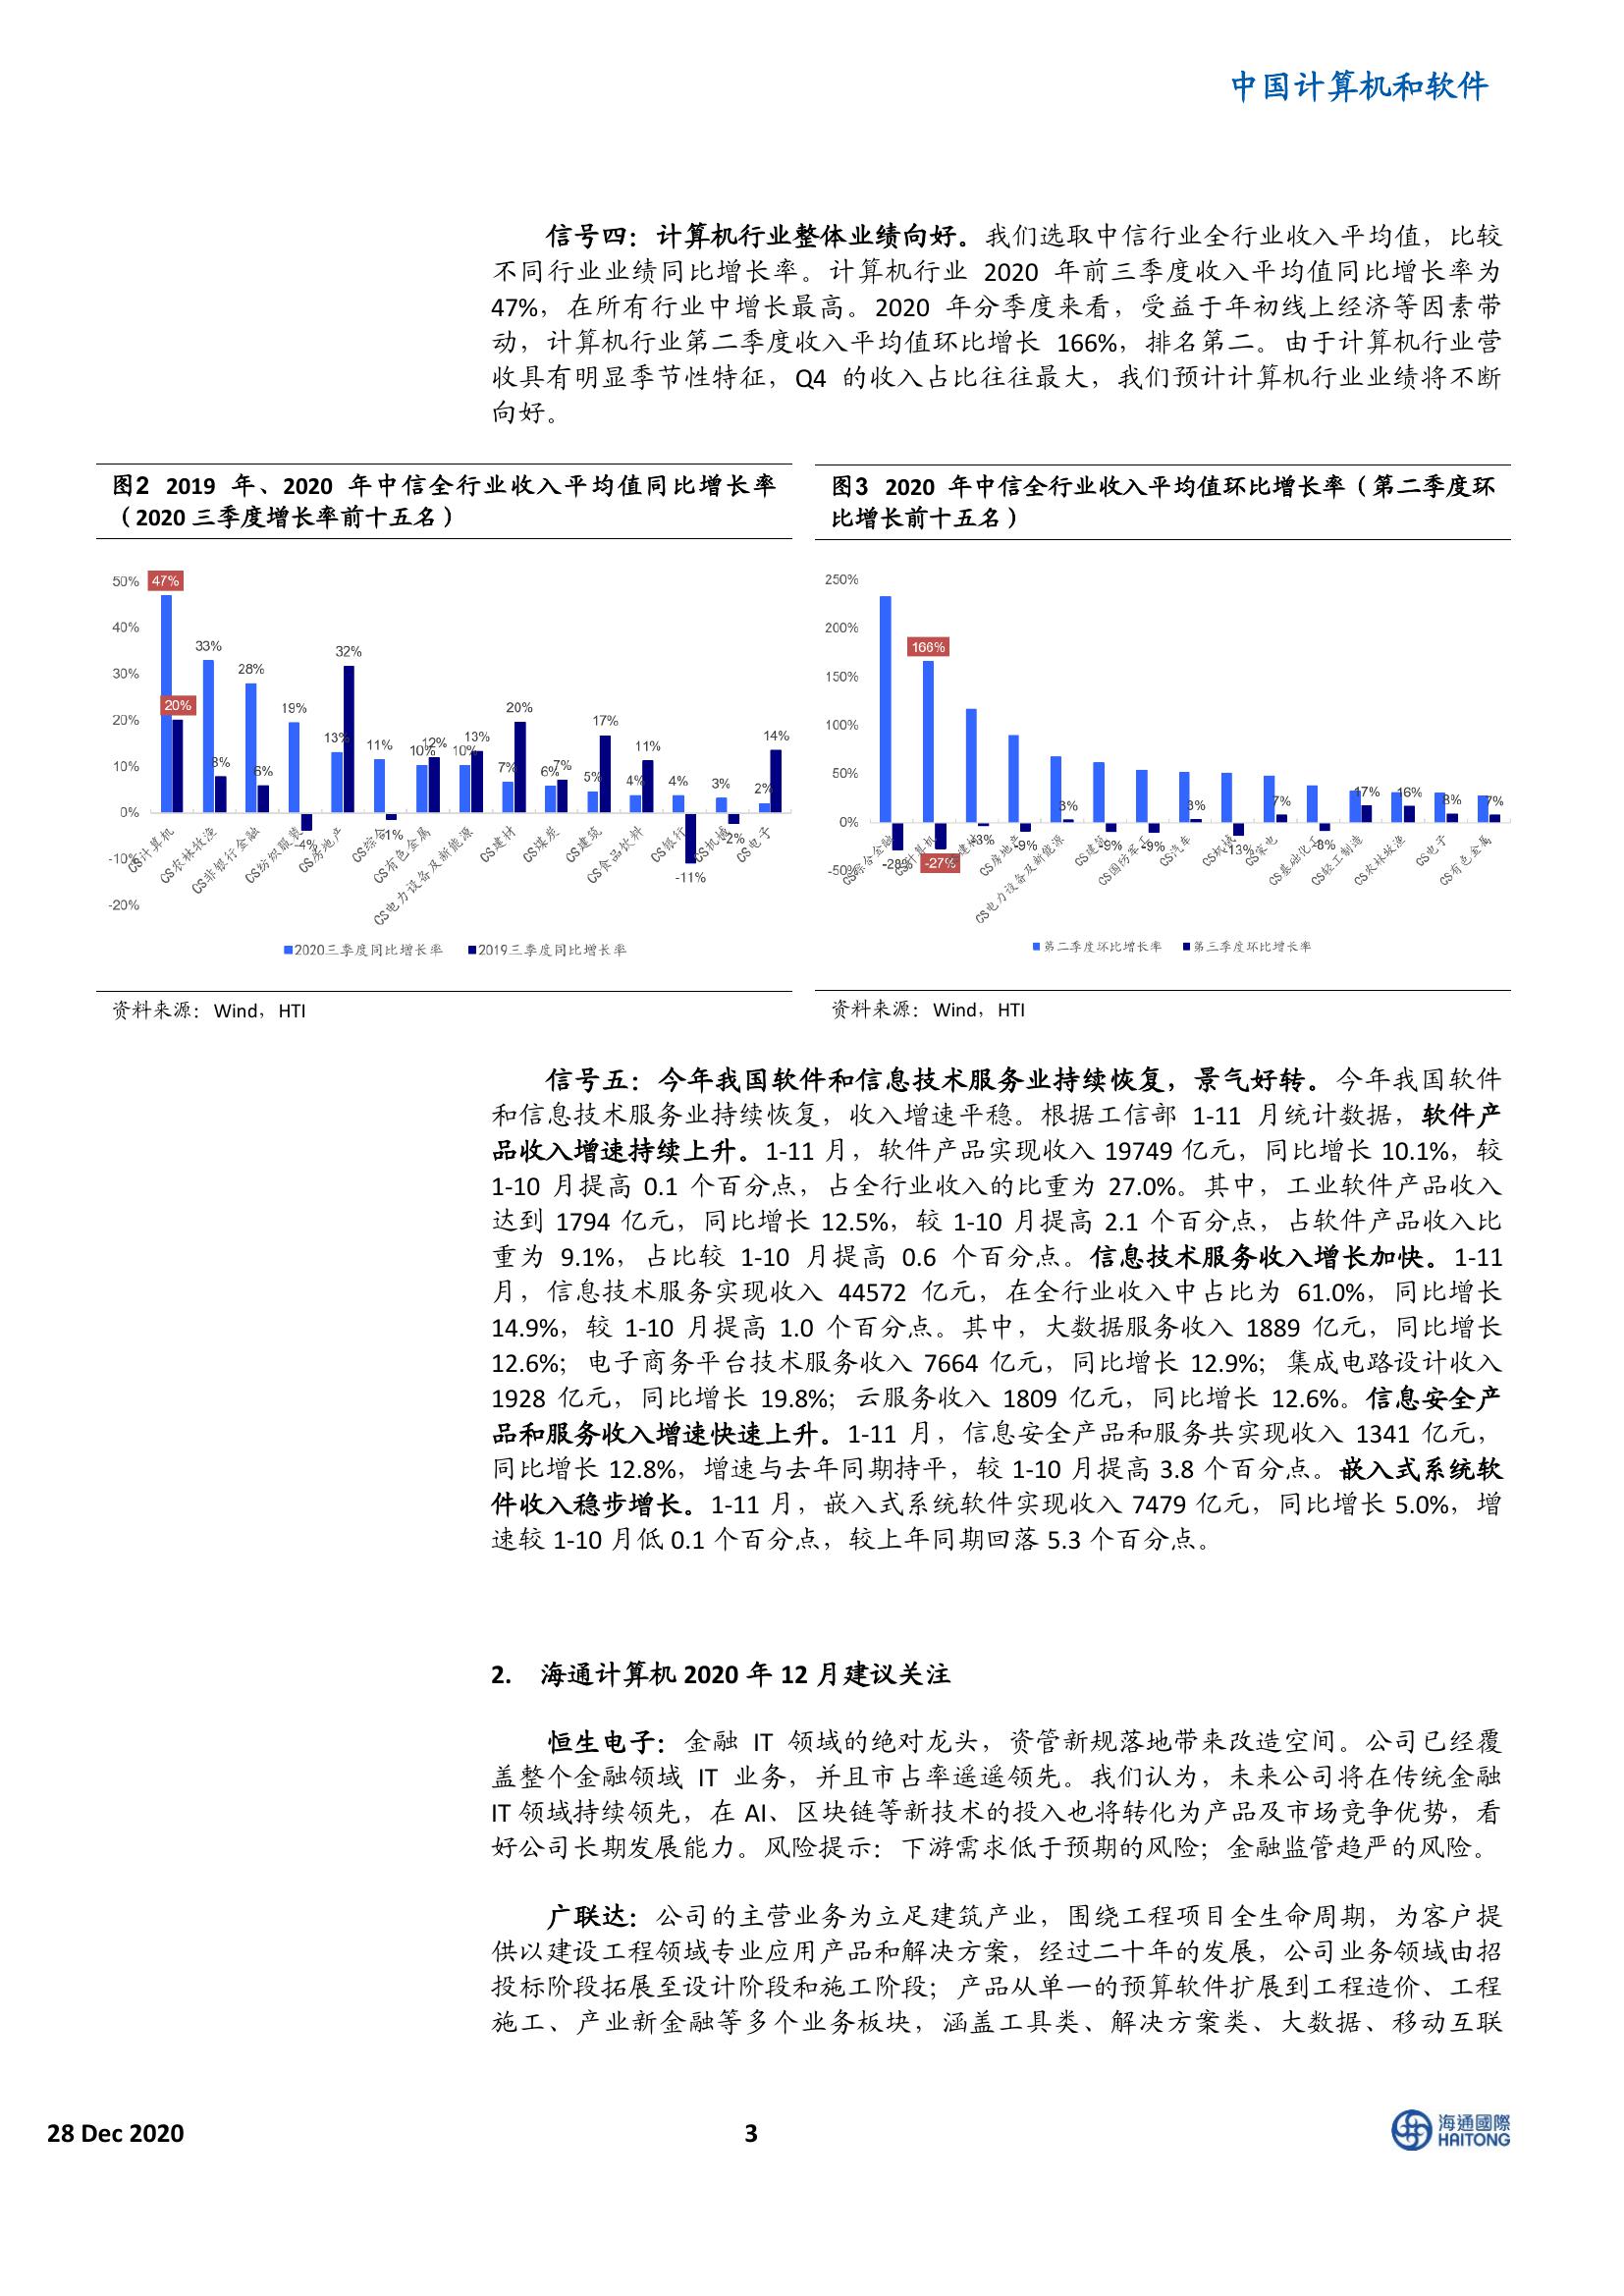 中国计算机和软件
信号四：计算机行业整体业绩向好。我们选取中信行业全行业收入平均值，比较
不同行业业绩同比增长率。计算机行业 2020 年前三季度收入平均值同比增长率为
47%，在所有行业中增长最高。2020 年分季度来看，受益于年初线上经济等因素带
动，计算机行业第二季度收入平均值环比增长 166%，排名第二。由于计算机行业营
收具有明显季节性特征，Q4 的收入占比往往最大，我们预计计算机行业业绩将不断
向好。
图2 2019 年、2020 年中信全行业收入平均值同比增长率
（2020 三季度增长率前十五名）
50%
40%
30%
20%
10%
0%
-10%
-20%
47%
20%
33%
8%
28%
6%
19%
-4%
13%
32%
11%
-1%
10%
12%
10%
13%
7%
20%
6%
7%
5%
17%
4%
11%
4%
-11%
3%
-2%
2%
14%
CS计算机
CS农林牧渔
CS非银行金融
CS纺织服装
CS房地产
CS综合
CS有色金属
CS电力设备及新能源
CS建材
CS煤炭
CS建筑
CS食品饮料
CS银行
CS机械
CS电子
2020三季度同比增长率
2019三季度同比增长率
资料来源：Wind，HTI
图3 2020 年中信全行业收入平均值环比增长率（第二季度环
比增长前十五名）
250%
200%
150%
100%
50%
0%
-50%
166%
-28%
-27%
-3%
-9%
3%
-9%
-9%
3%
-13%
7%
-8%
17%
16%
8%
7%
CS综合金融
CS计算机
CS建材
CS房地产
CS电力设备及新能源
CS建筑
CS国防军工
CS汽车
CS机械
CS家电
CS基础化工
CS轻工制造
CS农林牧渔
CS电子
CS有色金属
第二季度环比增长率
第三季度环比增长率
资料来源：Wind，HTI
信号五：今年我国软件和信息技术服务业持续恢复，景气好转。今年我国软件
和信息技术服务业持续恢复，收入增速平稳。根据工信部 1-11 月统计数据，软件产
品收入增速持续上升。1-11 月，软件产品实现收入 19749 亿元，同比增长 10.1%，较
1-10 月提高 0.1 个百分点，占全行业收入的比重为 27.0%。其中，工业软件产品收入
达到 1794 亿元，同比增长 12.5%，较 1-10 月提高 2.1 个百分点，占软件产品收入比
重为 9.1%，占比较 1-10 月提高 0.6 个百分点。信息技术服务收入增长加快。1-11
月，信息技术服务实现收入 44572 亿元，在全行业收入中占比为 61.0%，同比增长
14.9%，较 1-10 月提高 1.0 个百分点。其中，大数据服务收入 1889 亿元，同比增长
12.6%；电子商务平台技术服务收入 7664 亿元，同比增长 12.9%；集成电路设计收入
1928 亿元，同比增长 19.8%；云服务收入 1809 亿元，同比增长 12.6%。信息安全产
品和服务收入增速快速上升。1-11 月，信息安全产品和服务共实现收入 1341 亿元，
同比增长 12.8%，增速与去年同期持平，较 1-10 月提高 3.8 个百分点。嵌入式系统软
件收入稳步增长。1-11 月，嵌入式系统软件实现收入 7479 亿元，同比增长 5.0%，增
速较 1-10 月低 0.1 个百分点，较上年同期回落 5.3 个百分点。
2. 海通计算机 2020 年 12 月建议关注
恒生电子：金融 IT 领域的绝对龙头，资管新规落地带来改造空间。公司已经覆
盖整个金融领域 IT 业务，并且市占率遥遥领先。我们认为，未来公司将在传统金融
IT 领域持续领先，在 AI、区块链等新技术的投入也将转化为产品及市场竞争优势，看
好公司长期发展能力。风险提示：下游需求低于预期的风险；金融监管趋严的风险。
广联达：公司的主营业务为立足建筑产业，围绕工程项目全生命周期，为客户提
供以建设工程领域专业应用产品和解决方案，经过二十年的发展，公司业务领域由招
投标阶段拓展至设计阶段和施工阶段；产品从单一的预算软件扩展到工程造价、工程
施工、产业新金融等多个业务板块，涵盖工具类、解决方案类、大数据、移动互联
28 Dec 2020
3
海通國際
HAITONG